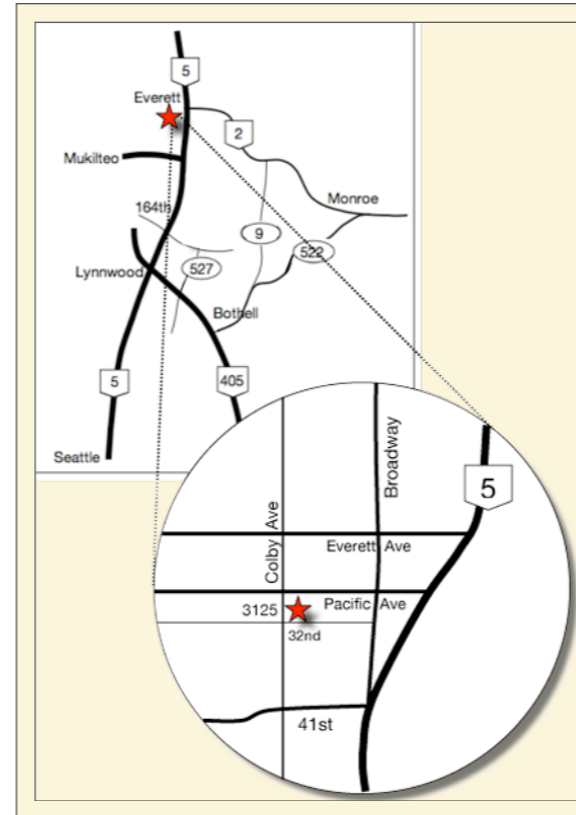 5
Everett
2
Mukilteo
Monroe
164th
9
522
Lynnwood
527
Bothell
5
405
Seattle
Broadway
5
Colby Ave
Everett Ave
Pacific Ave
3125
32nd
41st